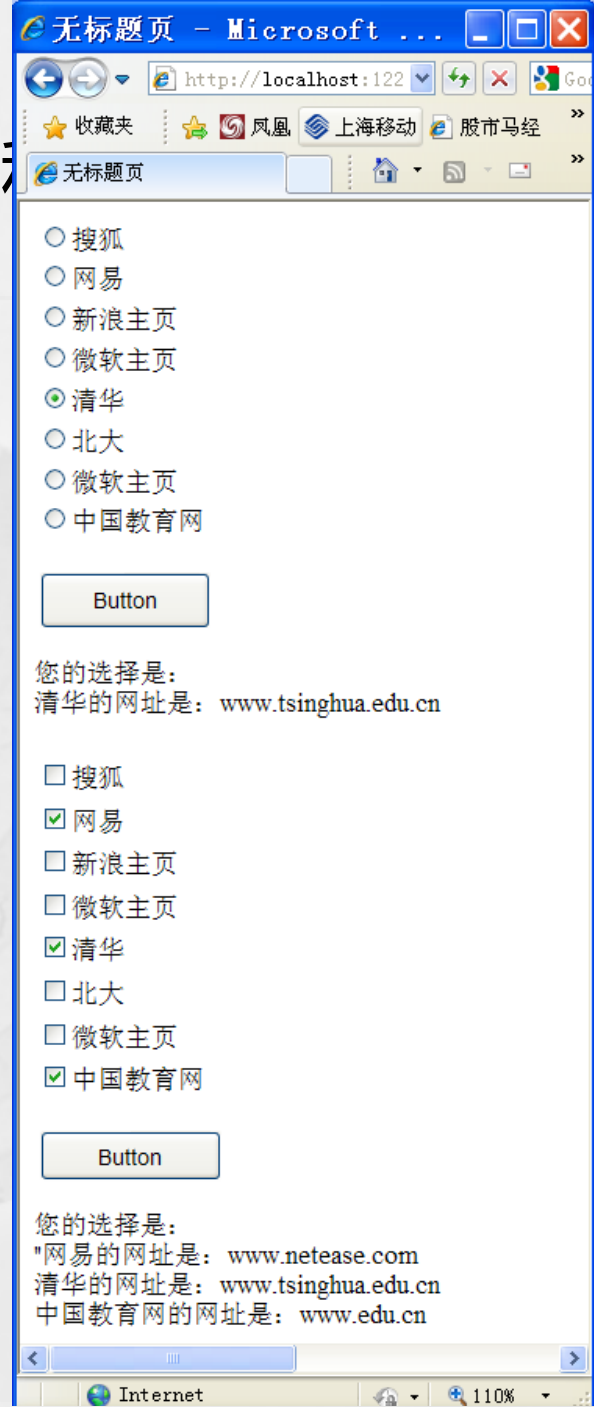 无标题页 - Microsoft ...
http://localhost:122
收藏夹 凤凰 上海移动 股市马经 »
无标题页 »
搜狐
网易
新浪主页
微软主页
清华
北大
微软主页
中国教育网
Button
您的选择是:
清华的网址是:www.tsinghua.edu.cn
搜狐
网易
新浪主页
微软主页
清华
北大
微软主页
中国教育网
Button
您的选择是:
"网易的网址是:www.netease.com
清华的网址是:www.tsinghua.edu.cn
中国教育网的网址是:www.edu.cn
Internet 110%